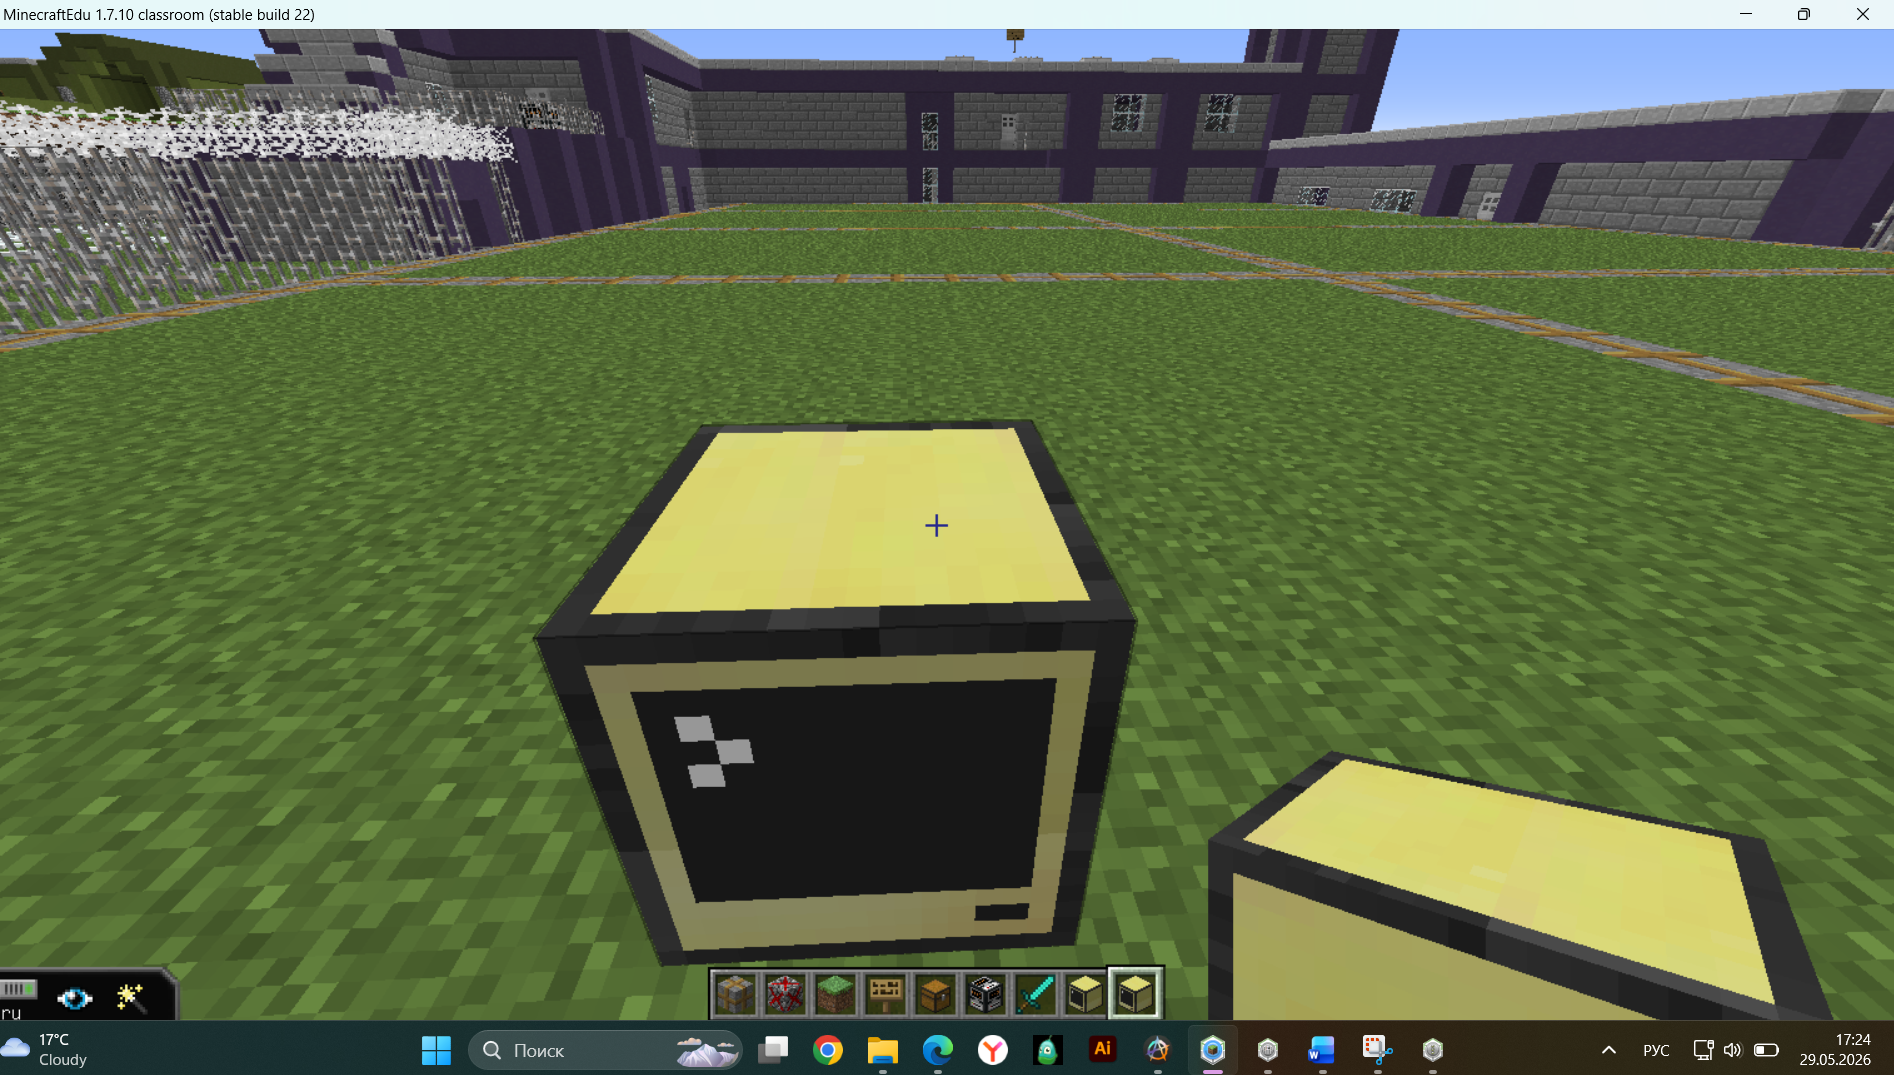 MinecraftEdu 1.7.10 classroom (stable build 22)
ru
17°C
Cloudy
Поиск
Ai
РУС
17:24
29.05.2026